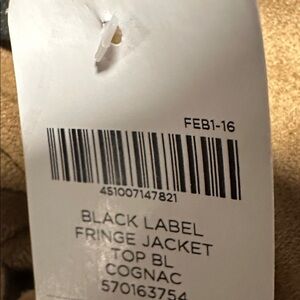 FEB1-16
451007147821
BLACK LABEL
FRINGE JACKET
TOP BL
COGNAC
570163754